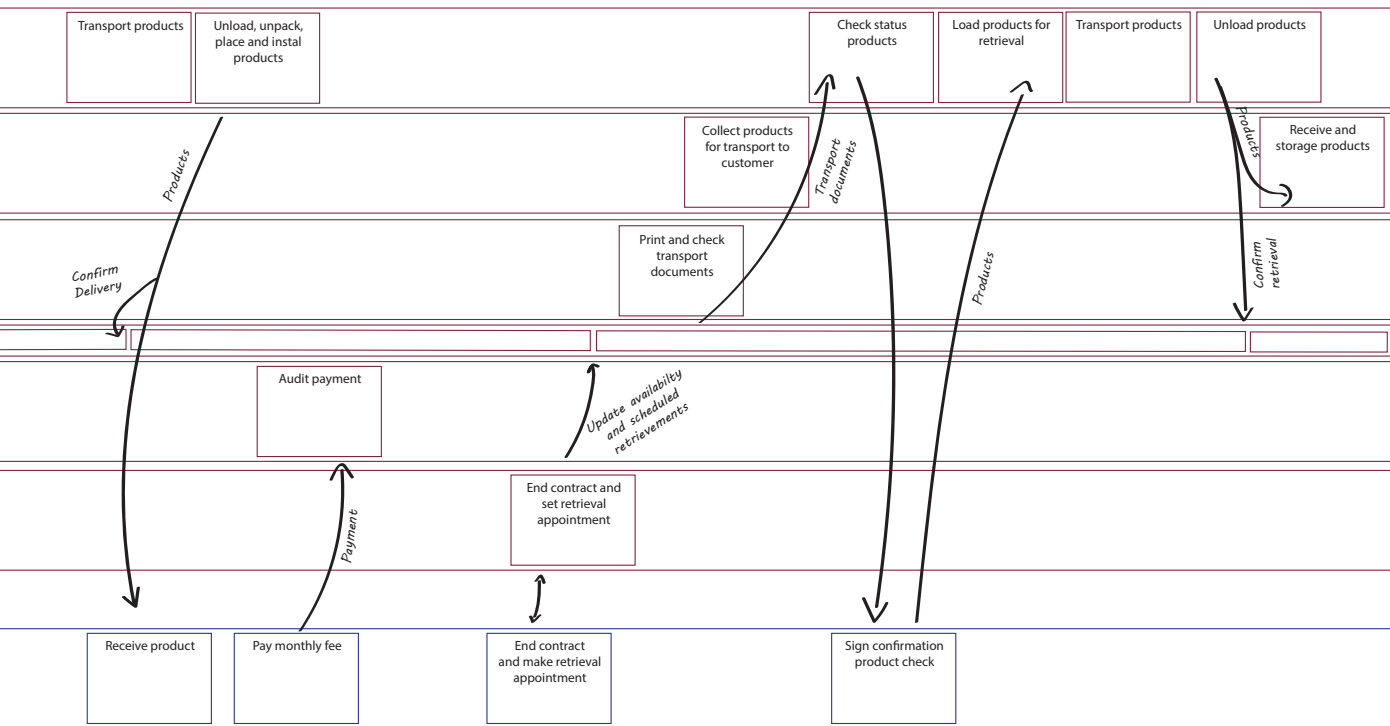 Transport products
Unload, unpack,
place and instal
products
Check status
products
Load products for
retrieval
Transport products
Unload products
Products
Collect products
for transport to
customer
Transport
documents
Products
Receive and
storage products
Confirm
Delivery
Print and check
transport
documents
Products
Confirm
retrieval
Audit payment
Update availabilty
and scheduled
retrievements
Payment
End contract and
set retrieval
appointment
Receive product
Pay monthly fee
End contract
and make retrieval
appointment
Sign confirmation
product check